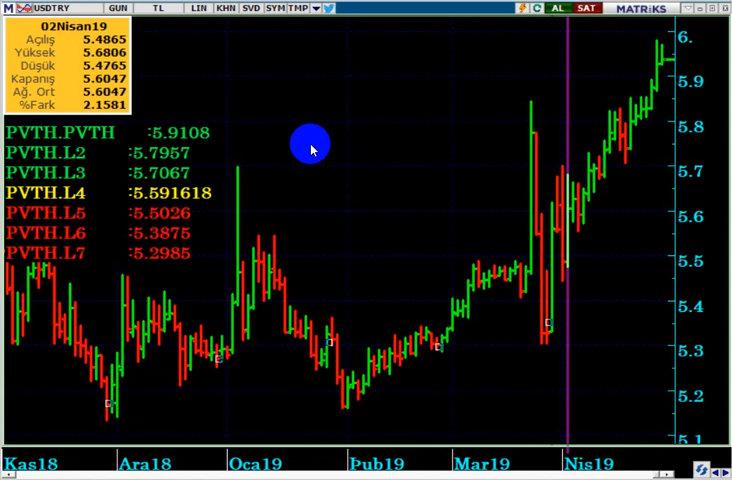 M USDTRY GUN TL LIN KHN SVD SYM TMP AL SAT MATRİKS
02Nisan19
Açılış 5.4865
Yüksek 5.6806
Düşük 5.4765
Kapanış 5.6047
Ağ. Ort 5.6047
%Fark 2.1581
PVTH.PVTH :5.9108
PVTH.L2 :5.7957
PVTH.L3 :5.7067
PVTH.L4 :5.591618
PVTH.L5 :5.5026
PVTH.L6 :5.3875
PVTH.L7 :5.2985
6.
5.9
5.8
5.7
5.6
5.5
5.4
5.3
5.2
5.1
Kas18 Ara18 Oca19 Þub19 Mar19 Nis19